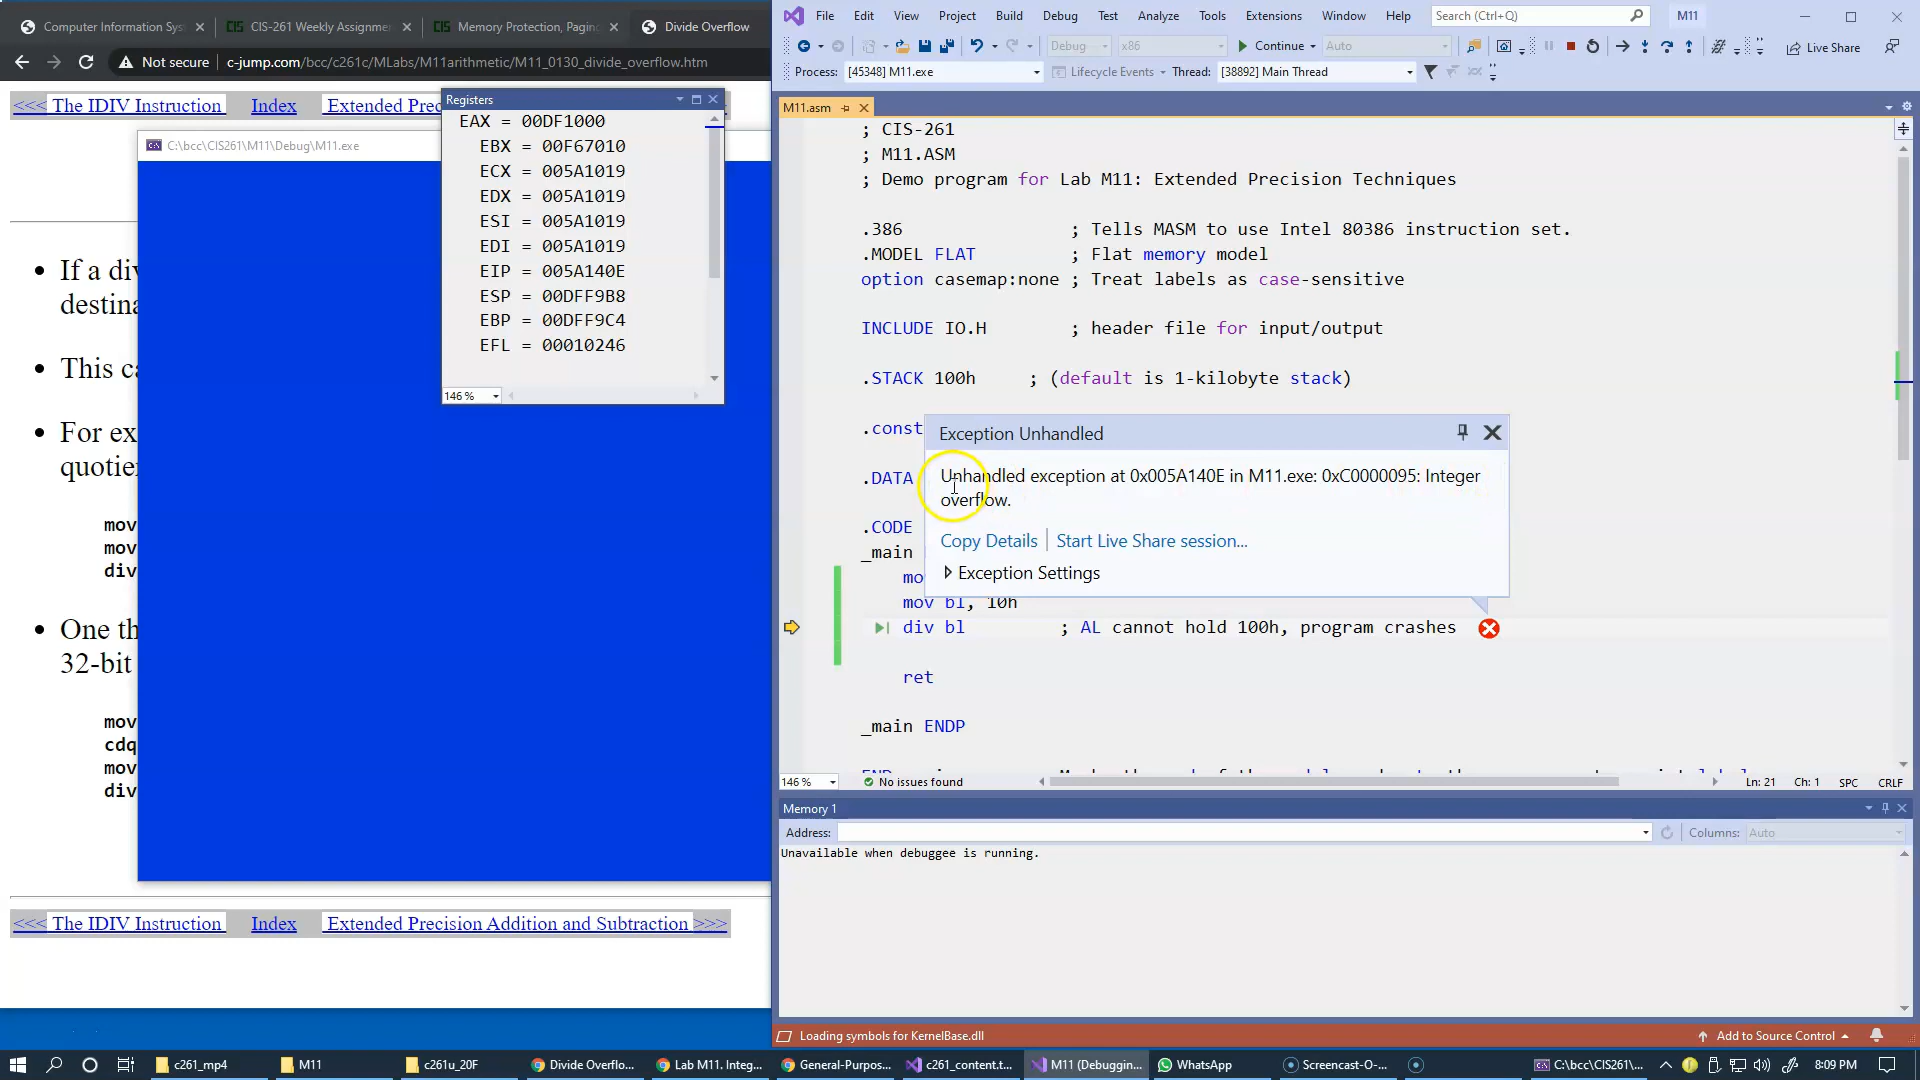 Computer Information Sys
CIS-261 Weekly Assignme
Memory Protection, Pagin
Divide Overflow
Not secure
c-jump.com/bcc/c261c/MLabs/M11arithmetic/M11_0130_divide_overflow.htm
<<< The IDIV Instruction Index Extended Prec
C:\bcc\CIS261\M11\Debug\M11.exe
If a div
destina
This ca
For ex
quotien
mov
mov
div
One th
32-bit
mov
cdq
mov
div
<<< The IDIV Instruction Index Extended Precision Addition and Subtraction >>>
Registers
EAX = 00DF1000
EBX = 00F67010
ECX = 005A1019
EDX = 005A1019
ESI = 005A1019
EDI = 005A1019
EIP = 005A140E
ESP = 00DFF9B8
EBP = 00DFF9C4
EFL = 00010246
146 %
File Edit View Project Build Debug Test Analyze Tools Extensions Window Help Search (Ctrl+Q) M11
Debug x86 Continue Auto Live Share
Process: [45348] M11.exe Lifecycle Events Thread: [38892] Main Thread
M11.asm
; CIS-261
; M11.ASM
; Demo program for Lab M11: Extended Precision Techniques
.386 ; Tells MASM to use Intel 80386 instruction set.
.MODEL FLAT ; Flat memory model
option casemap:none ; Treat labels as case-sensitive
INCLUDE IO.H ; header file for input/output
.STACK 100h ; (default is 1-kilobyte stack)
.const
.DATA
.CODE
_main
mo
mov bl, 10h
div bl ; AL cannot hold 100h, program crashes
ret
_main ENDP
Exception Unhandled
Unhandled exception at 0x005A140E in M11.exe: 0xC0000095: Integer
overflow.
Copy Details Start Live Share session...
Exception Settings
146 % No issues found Ln: 21 Ch: 1 SPC CRLF
Memory 1
Address: Columns: Auto
Unavailable when debuggee is running.
Loading symbols for KernelBase.dll Add to Source Control
c261_mp4
M11
c261u_20F
Divide Overflo...
Lab M11. Integ...
General-Purpos...
c261_content.t...
M11 (Debuggin...
WhatsApp
Screencast-O-...
C:\bcc\CIS261\...
8:09 PM